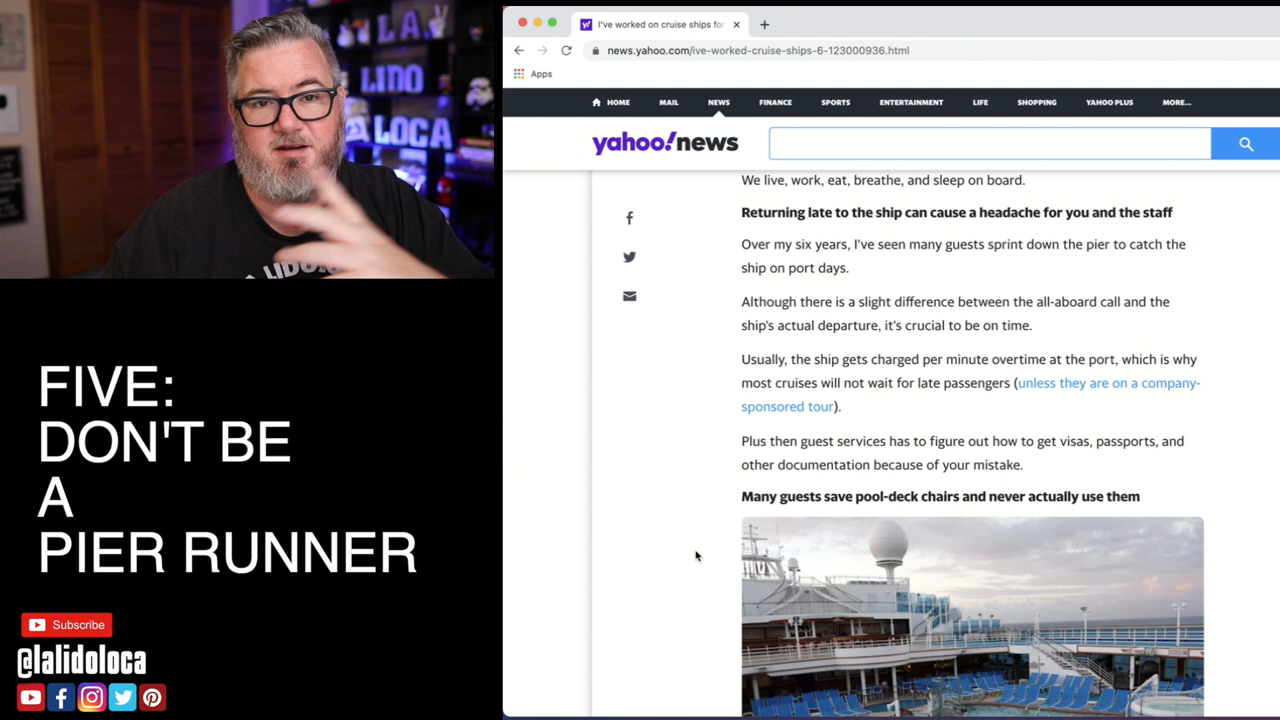 L.A.
LIDO
LOCA
LIDOLO
FIVE:
DON'T BE
A
PIER RUNNER
Subscribe
@lalidoloca
I've worked on cruise ships for
news.yahoo.com/ive-worked-cruise-ships-6-123000936.html
Apps
HOME MAIL NEWS FINANCE SPORTS ENTERTAINMENT LIFE SHOPPING YAHOO PLUS MORE...
yahoo!news
We live, work, eat, breathe, and sleep on board.
Returning late to the ship can cause a headache for you and the staff
Over my six years, I've seen many guests sprint down the pier to catch the
ship on port days.
Although there is a slight difference between the all-aboard call and the
ship's actual departure, it's crucial to be on time.
Usually, the ship gets charged per minute overtime at the port, which is why
most cruises will not wait for late passengers (unless they are on a company-
sponsored tour).
Plus then guest services has to figure out how to get visas, passports, and
other documentation because of your mistake.
Many guests save pool-deck chairs and never actually use them